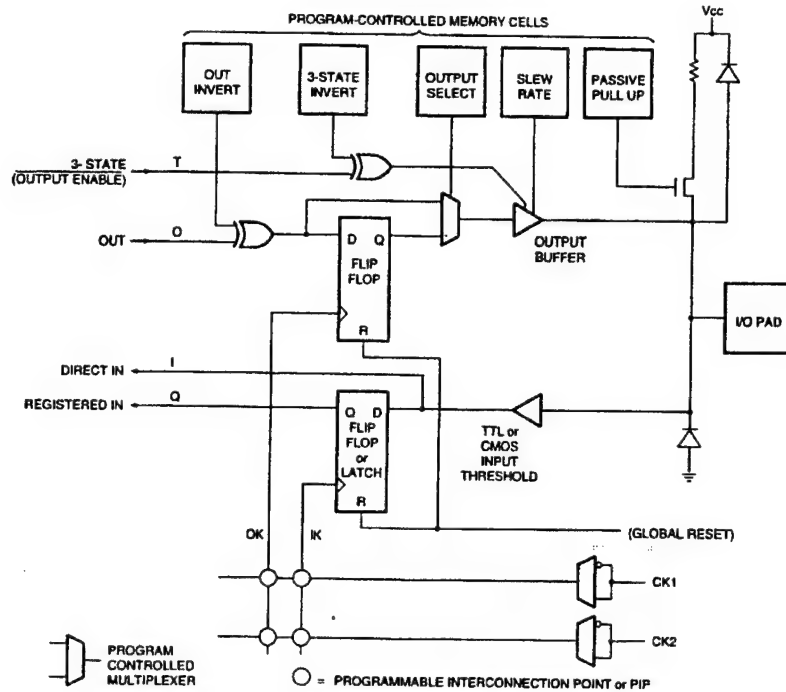 PROGRAM-CONTROLLED MEMORY CELLS
Vcc
OUT
INVERT
3-STATE
INVERT
OUTPUT
SELECT
SLEW
RATE
PASSIVE
PULL UP
3- STATE
(OUTPUT ENABLE)
T
OUT
O
D Q
FLIP
FLOP
R
OUTPUT
BUFFER
I/O PAD
DIRECT IN
I
REGISTERED IN
Q
Q D
FLIP
FLOP
or
LATCH
R
TTL or
CMOS
INPUT
THRESHOLD
OK
IK
(GLOBAL RESET)
CK1
CK2
PROGRAM
CONTROLLED
MULTIPLEXER
= PROGRAMMABLE INTERCONNECTION POINT or PIP